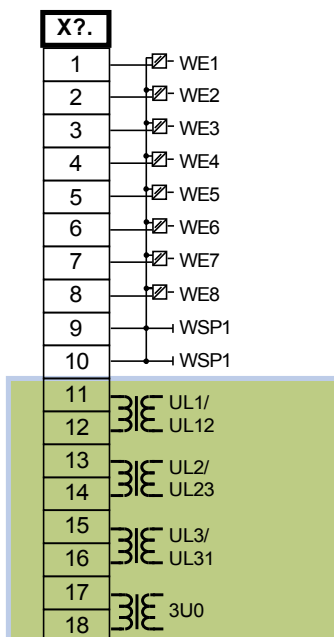 X?.
1 WE1
2 WE2
3 WE3
4 WE4
5 WE5
6 WE6
7 WE7
8 WE8
9 WSP1
10 WSP1
11 UL1/
12 UL12
13 UL2/
14 UL23
15 UL3/
16 UL31
17
3U0
18